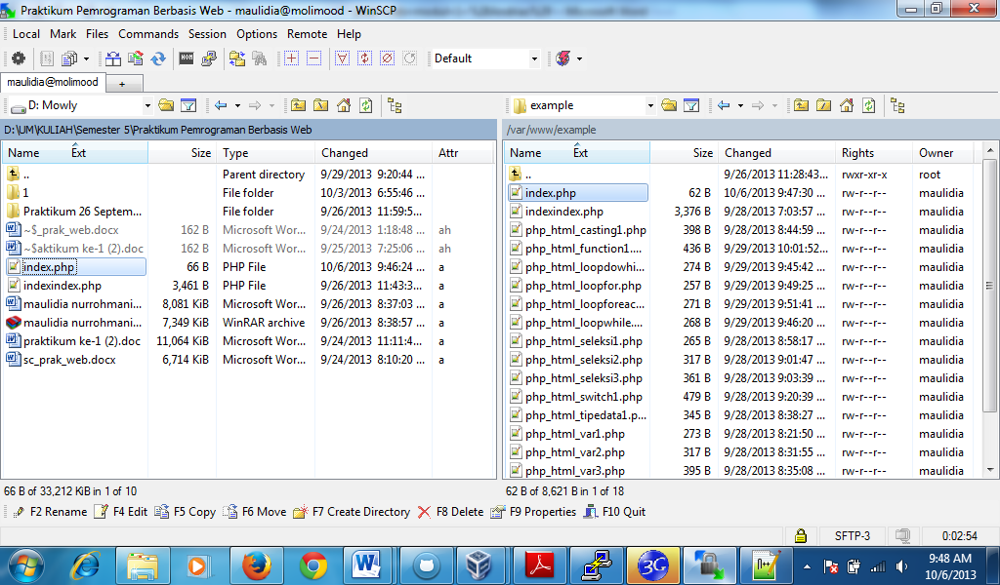 Praktikum Pemrograman Berbasis Web - maulidia@molimood - WinSCP
Local Mark Files Commands Session Options Remote Help
Default
maulidia@molimood
+
D: Mowly
example
D:\UM\KULIAH\Semester 5\Praktikum Pemrograman Berbasis Web
/var/www/example
Name Ext Size Type Changed Attr
.. Parent directory 9/29/2013 9:20:44 ...
1 File folder 10/3/2013 6:55:46 ...
Praktikum 26 Septem... File folder 9/26/2013 11:59:5...
~$_prak_web.docx 162 B Microsoft Wor... 9/24/2013 1:18:48 ... ah
~$aktikum ke-1 (2).doc 162 B Microsoft Wor... 9/25/2013 7:25:06 ... ah
index.php 66 B PHP File 10/6/2013 9:46:24 ... a
indexindex.php 3,461 B PHP File 9/26/2013 11:43:3... a
maulidia nurrohmani... 8,081 KiB Microsoft Wor... 9/26/2013 8:37:03 ... a
maulidia nurrohmani... 7,349 KiB WinRAR archive 9/26/2013 8:38:57 ... a
praktikum ke-1 (2).doc 11,064 KiB Microsoft Wor... 9/24/2013 11:11:4... a
sc_prak_web.docx 6,714 KiB Microsoft Wor... 9/24/2013 8:10:20 ... a
Name Ext Size Changed Rights Owner
.. 9/26/2013 11:28:43... rwxr-xr-x root
index.php 62 B 10/6/2013 9:47:30 ... rw-r--r-- maulidia
indexindex.php 3,376 B 9/28/2013 7:03:57 ... rw-r--r-- maulidia
php_html_casting1.php 398 B 9/28/2013 8:44:59 ... rw-r--r-- maulidia
php_html_function1.... 436 B 9/29/2013 10:01:52... rw-r--r-- maulidia
php_html_loopdowhi... 274 B 9/29/2013 9:45:42 ... rw-r--r-- maulidia
php_html_loopfor.php 257 B 9/29/2013 9:49:25 ... rw-r--r-- maulidia
php_html_loopforeac... 271 B 9/29/2013 9:51:41 ... rw-r--r-- maulidia
php_html_loopwhile.... 268 B 9/29/2013 9:46:20 ... rw-r--r-- maulidia
php_html_seleksi1.php 265 B 9/28/2013 8:58:17 ... rw-r--r-- maulidia
php_html_seleksi2.php 317 B 9/28/2013 9:01:47 ... rw-r--r-- maulidia
php_html_seleksi3.php 361 B 9/28/2013 9:03:39 ... rw-r--r-- maulidia
php_html_switch1.php 479 B 9/28/2013 9:20:39 ... rw-r--r-- maulidia
php_html_tipedata1.p... 345 B 9/28/2013 8:38:27 ... rw-r--r-- maulidia
php_html_var1.php 273 B 9/28/2013 8:21:50 ... rw-r--r-- maulidia
php_html_var2.php 317 B 9/28/2013 8:31:55 ... rw-r--r-- maulidia
php_html_var3.php 395 B 9/28/2013 8:35:08 ... rw-r--r-- maulidia
66 B of 33,212 KiB in 1 of 10
62 B of 8,621 B in 1 of 18
F2 Rename F4 Edit F5 Copy F6 Move F7 Create Directory F8 Delete F9 Properties F10 Quit
SFTP-3 0:02:54
3G
9:48 AM
10/6/2013